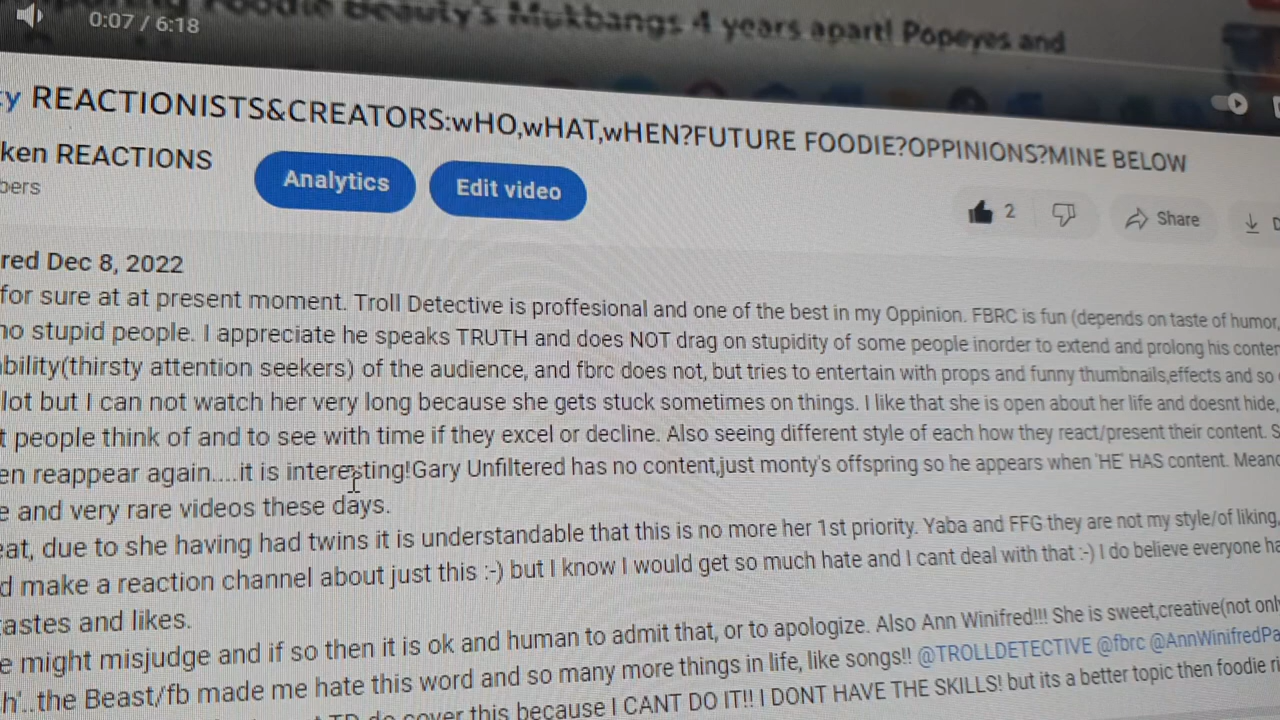 0:07 / 6:18
Foodie Beauty's Mukbangs 4 years apart! Popeyes and
REACTIONISTS&CREATORS:wHO,wHAT,wHEN?FUTURE FOODIE?OPPINIONS?MINE BELOW
ken REACTIONS
bers
Analytics
Edit video
2
Share
red Dec 8, 2022
for sure at at present moment. Troll Detective is proffesional and one of the best in my Oppinion. FBRC is fun (depends on taste of humor,
no stupid people. I appreciate he speaks TRUTH and does NOT drag on stupidity of some people inorder to extend and prolong his conten
bility(thirsty attention seekers) of the audience, and fbrc does not, but tries to entertain with props and funny thumbnails,effects and so
lot but I can not watch her very long because she gets stuck sometimes on things. I like that she is open about her life and doesnt hide,
t people think of and to see with time if they excel or decline. Also seeing different style of each how they react/present their content. S
en reappear again....it is interesting!Gary Unfiltered has no content,just monty's offspring so he appears when 'HE' HAS content. Meand
e and very rare videos these days.
eat, due to she having had twins it is understandable that this is no more her 1st priority. Yaba and FFG they are not my style/of liking,
d make a reaction channel about just this :-) but I know I would get so much hate and I cant deal with that :-) I do believe everyone ha
tastes and likes.
e might misjudge and if so then it is ok and human to admit that, or to apologize. Also Ann Winifred!!! She is sweet,creative(not only
h'..the Beast/fb made me hate this word and so many more things in life, like songs!! @TROLLDETECTIVE @fbrc @AnnWinifredPa
TD do cover this because I CANT DO IT!! I DONT HAVE THE SKILLS! but its a better topic then foodie ri